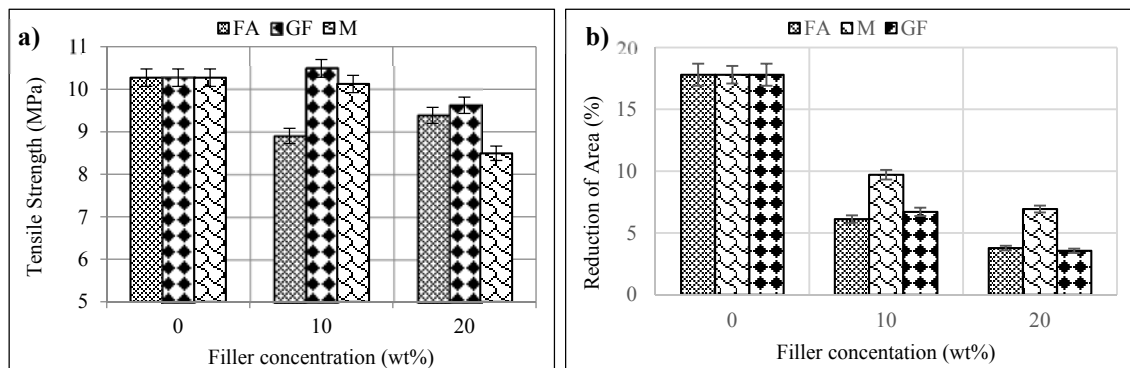 a)
FA GF M
Tensile Strength (MPa)
11
10
9
8
7
6
5
0 10 20
Filler concentration (wt%)
b)
FA M GF
Reduction of Area (%)
20
15
10
5
0
0 10 20
Filler concentation (wt%)